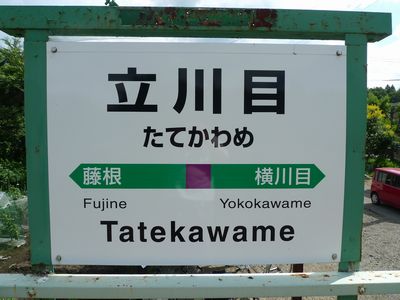 立川目
たてかわめ
藤根 横川目
Fujine Yokokawame
Tatekawame